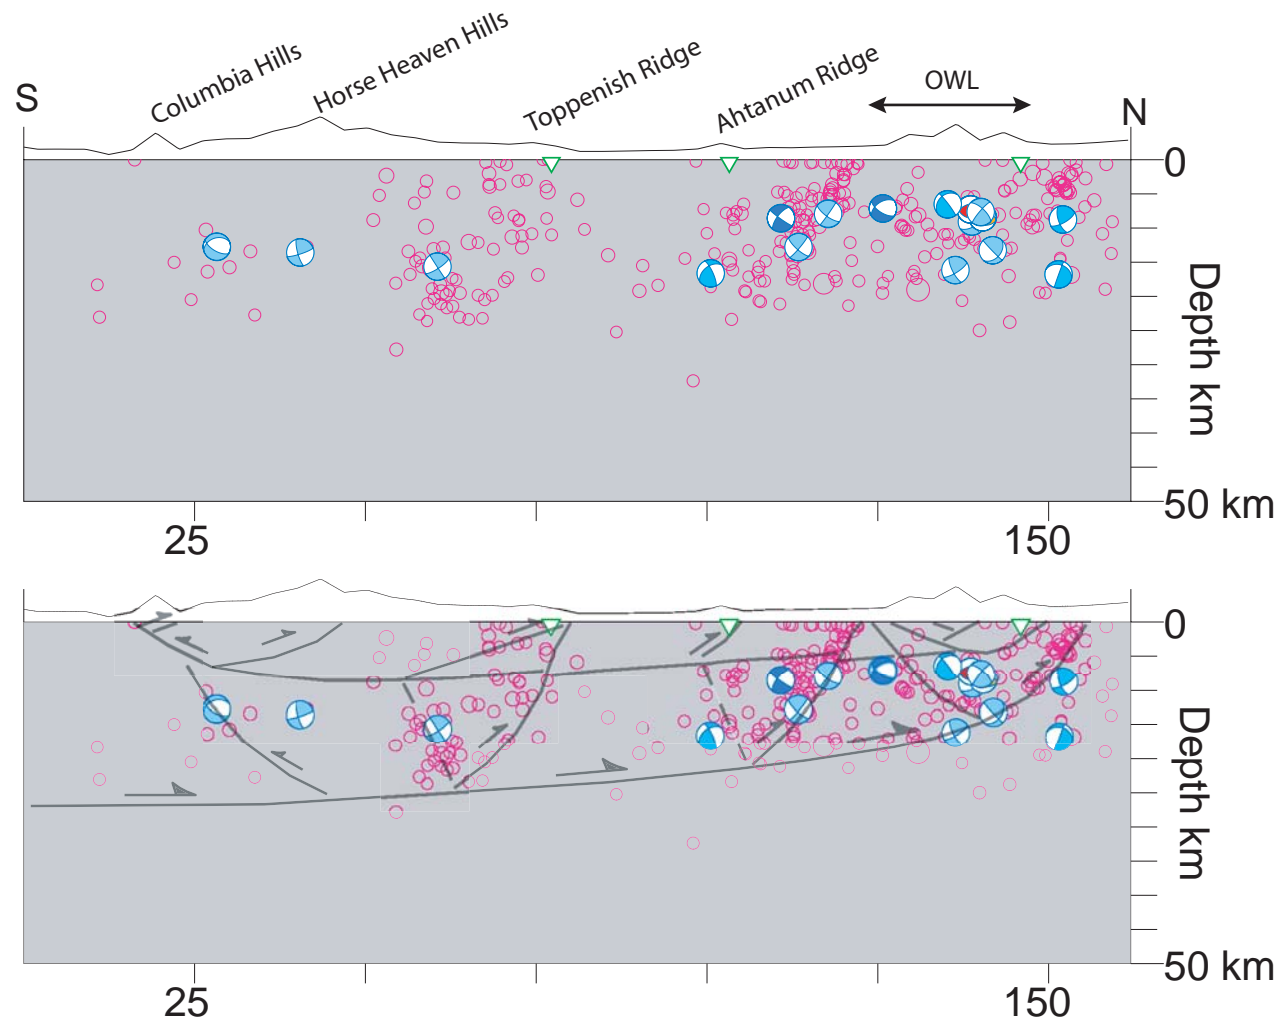 Columbia Hills
Horse Heaven Hills
Toppenish Ridge
Ahtanum Ridge
OWL
S
N
0
Depth km
50 km
25
150
0
Depth km
50 km
25
150